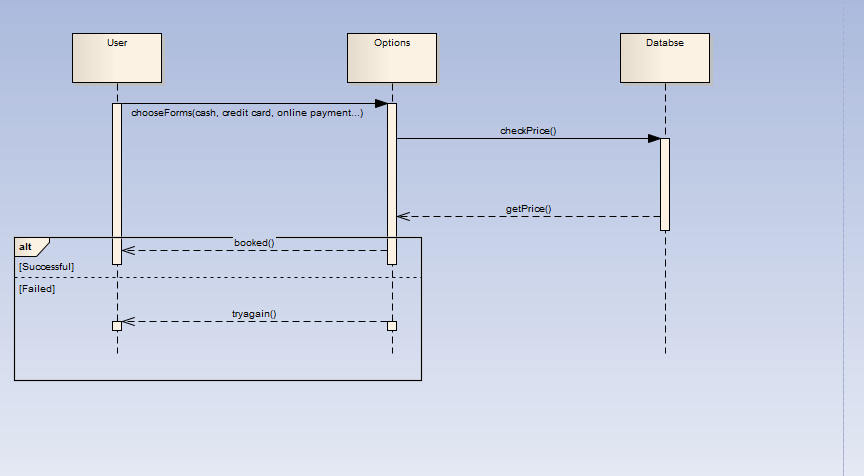 User
Options
Databse
chooseForms(cash, credit card, online payment...)
checkPrice()
getPrice()
alt
booked()
[Successful]
[Failed]
tryagain()